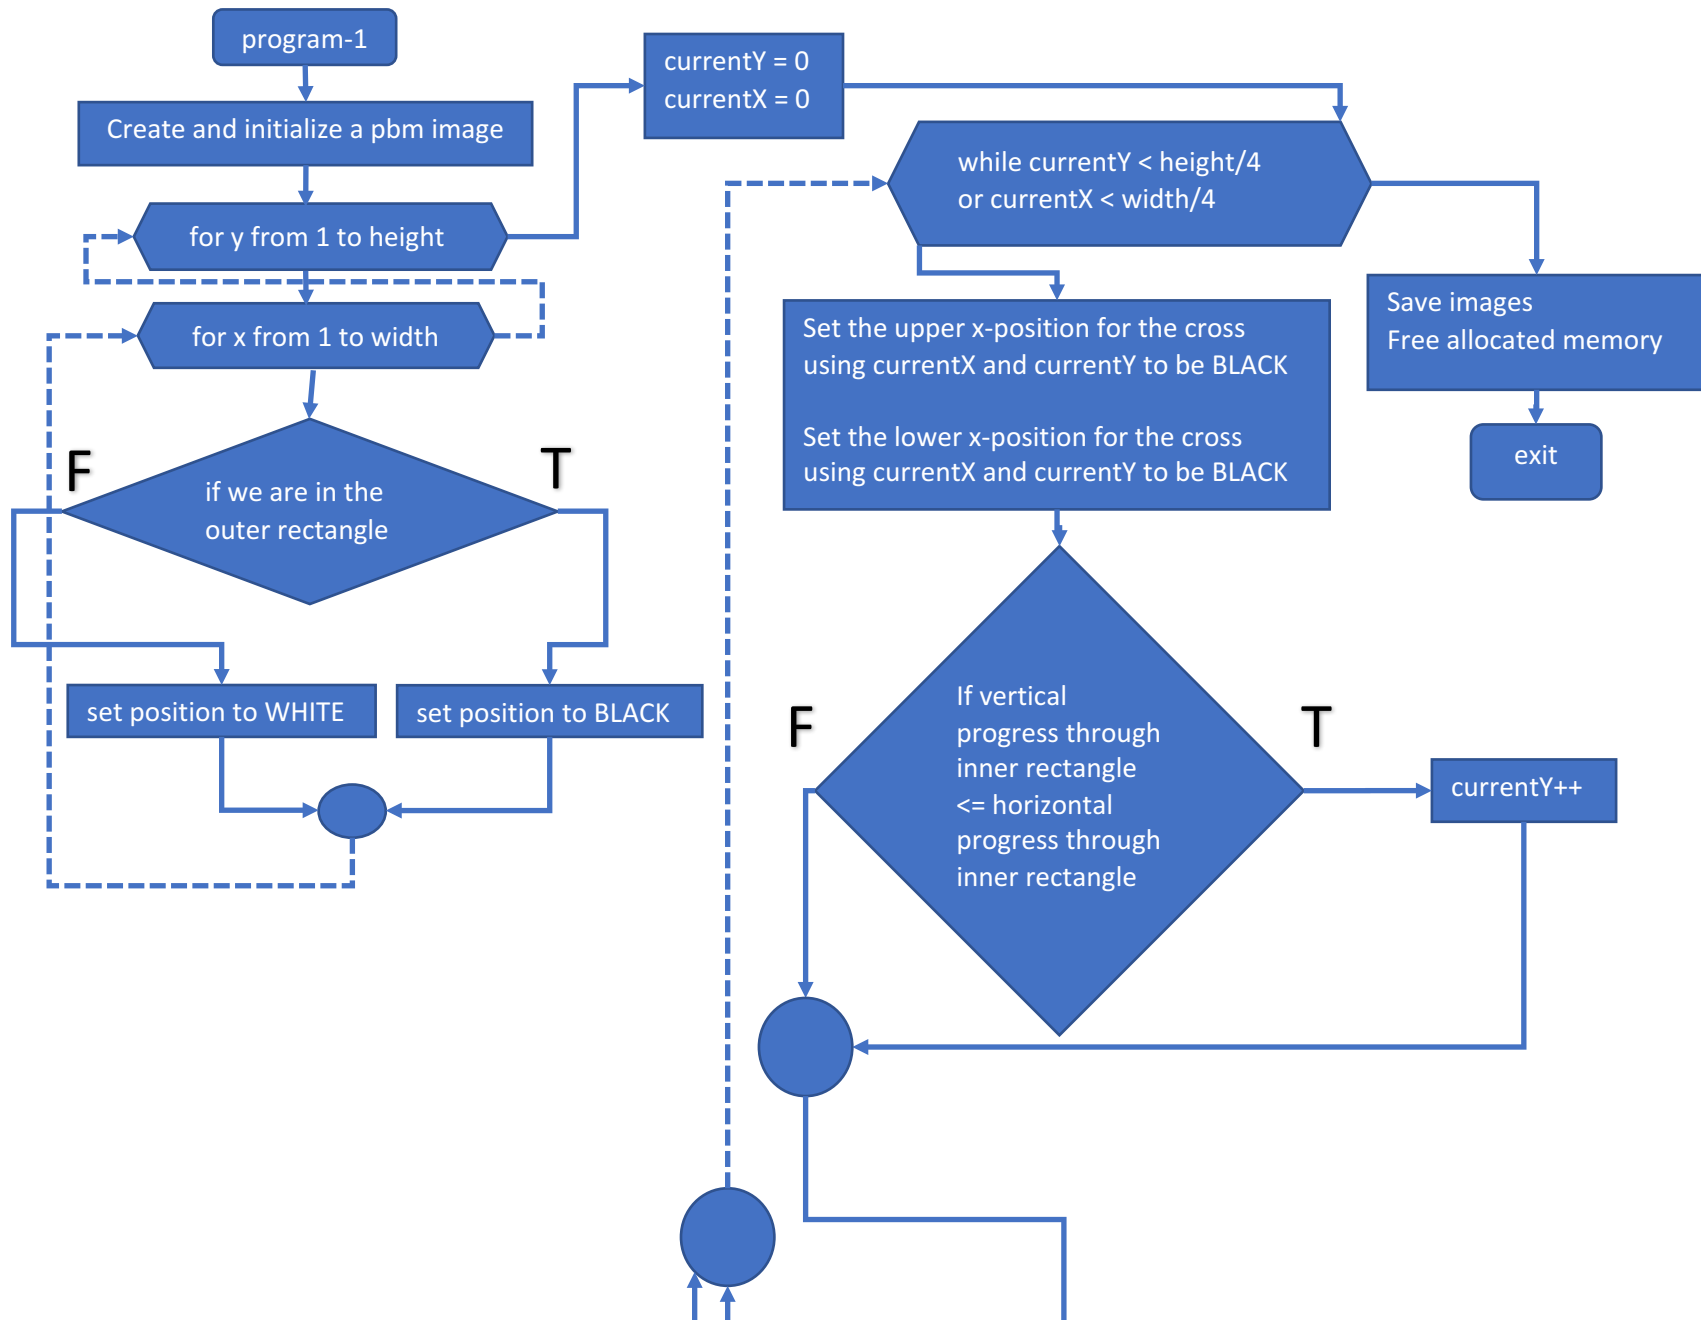 program-1
Create and initialize a pbm image
for y from 1 to height
for x from 1 to width
F
T
if we are in the
outer rectangle
set position to WHITE
set position to BLACK
currentY = 0
currentX = 0
while currentY < height/4
or currentX < width/4
Set the upper x-position for the cross
using currentX and currentY to be BLACK
Set the lower x-position for the cross
using currentX and currentY to be BLACK
Save images
Free allocated memory
exit
F
T
If vertical
progress through
inner rectangle
<= horizontal
progress through
inner rectangle
currentY++